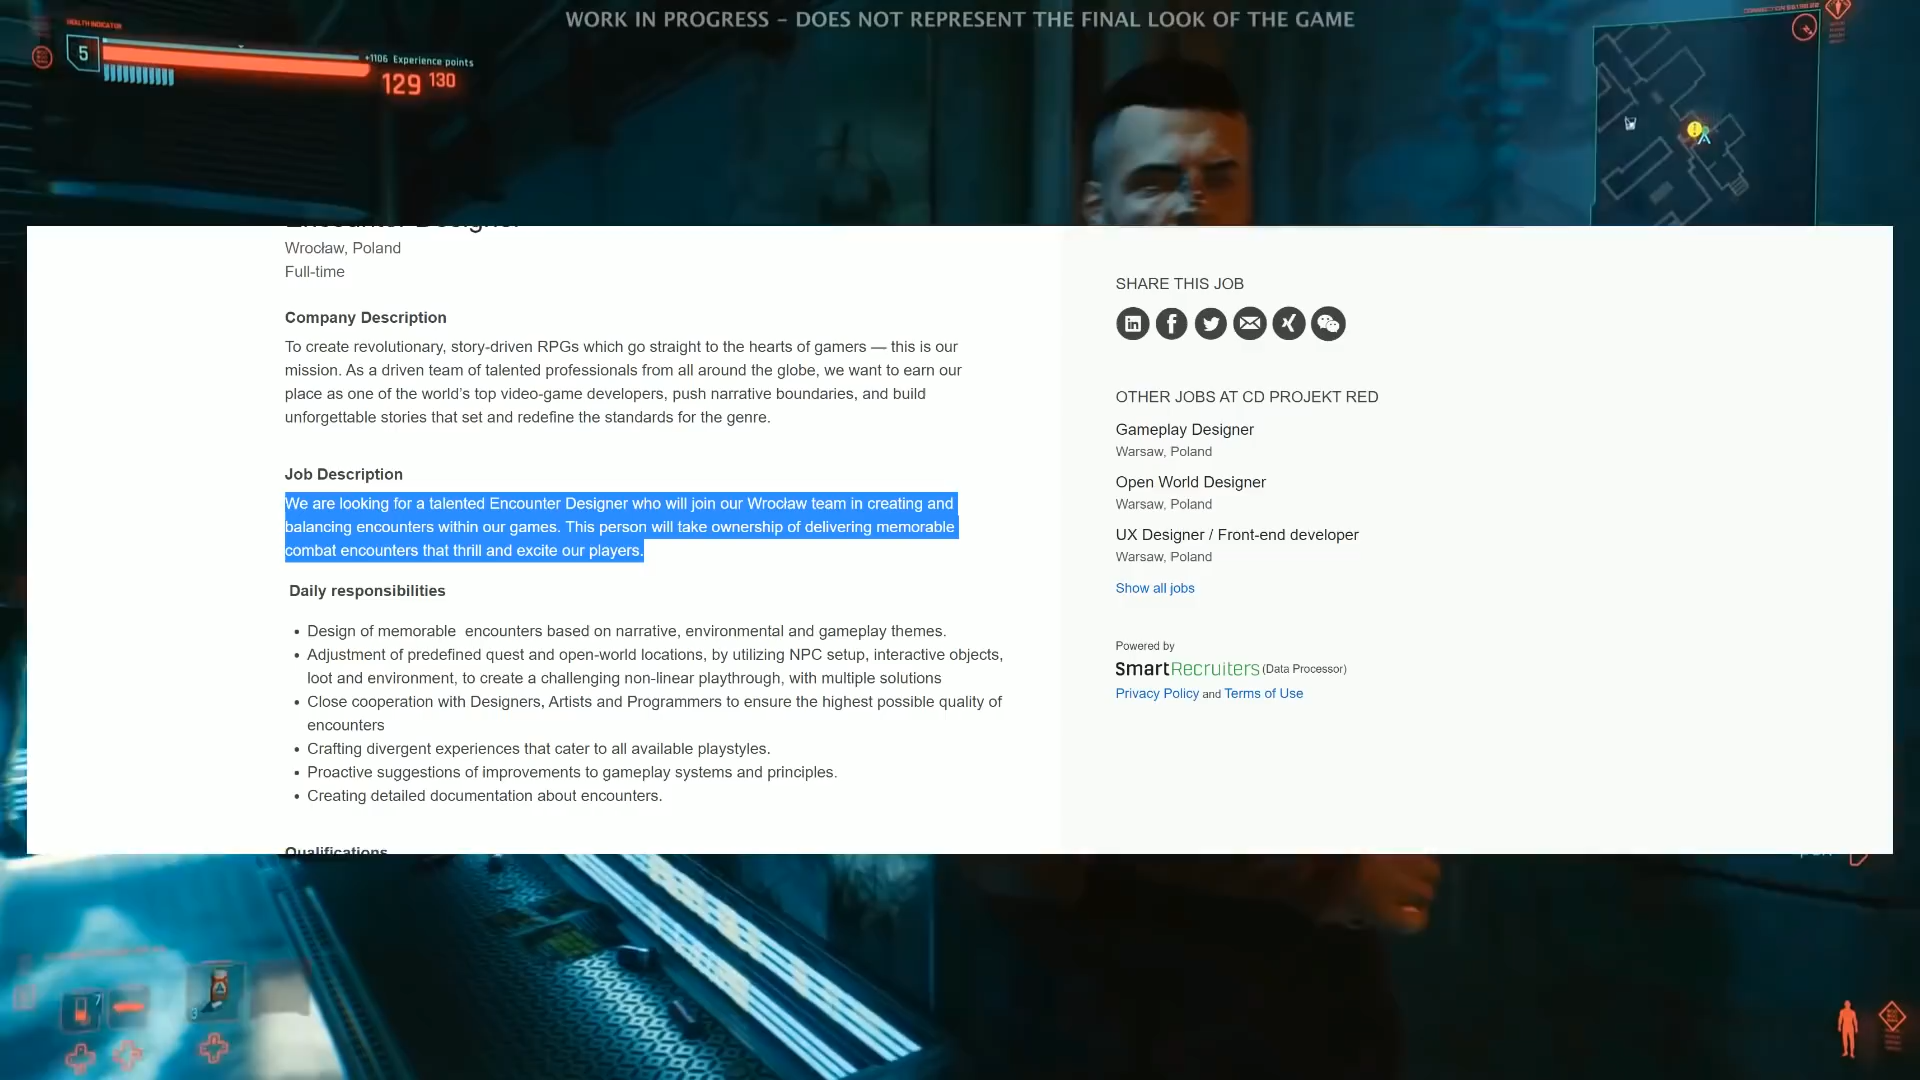 WORK IN PROGRESS – DOES NOT REPRESENT THE FINAL LOOK OF THE GAME
HEALTH INDICATOR
5
+1106 Experience points
129 130
Encounter Designer
Wrocław, Poland
Full-time
Company Description
To create revolutionary, story-driven RPGs which go straight to the hearts of gamers — this is our
mission. As a driven team of talented professionals from all around the globe, we want to earn our
place as one of the world’s top video-game developers, push narrative boundaries, and build
unforgettable stories that set and redefine the standards for the genre.
Job Description
We are looking for a talented Encounter Designer who will join our Wrocław team in creating and
balancing encounters within our games. This person will take ownership of delivering memorable
combat encounters that thrill and excite our players.
Daily responsibilities
• Design of memorable  encounters based on narrative, environmental and gameplay themes.
• Adjustment of predefined quest and open-world locations, by utilizing NPC setup, interactive objects,
loot and environment, to create a challenging non-linear playthrough, with multiple solutions
• Close cooperation with Designers, Artists and Programmers to ensure the highest possible quality of
encounters
• Crafting divergent experiences that cater to all available playstyles.
• Proactive suggestions of improvements to gameplay systems and principles.
• Creating detailed documentation about encounters.
Qualifications
SHARE THIS JOB
OTHER JOBS AT CD PROJEKT RED
Gameplay Designer
Warsaw, Poland
Open World Designer
Warsaw, Poland
UX Designer / Front-end developer
Warsaw, Poland
Show all jobs
Powered by
SmartRecruiters (Data Processor)
Privacy Policy and Terms of Use
7
3